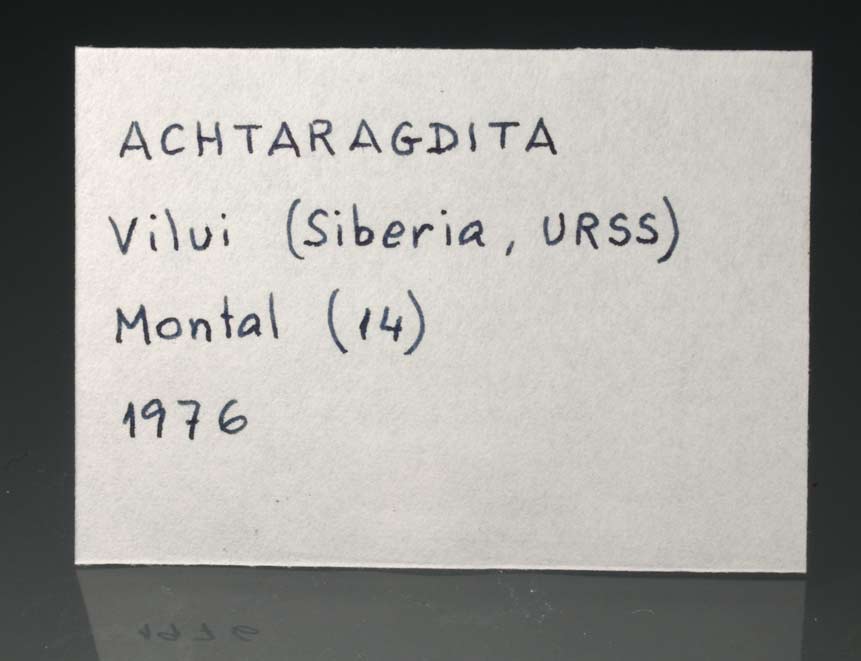 ACHTARAGDITA
Vilui (Siberia, URSS)
Montal (14)
1976